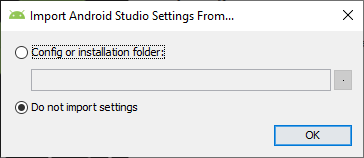 Import Android Studio Settings From...
Config or installation folder:
.
Do not import settings
OK